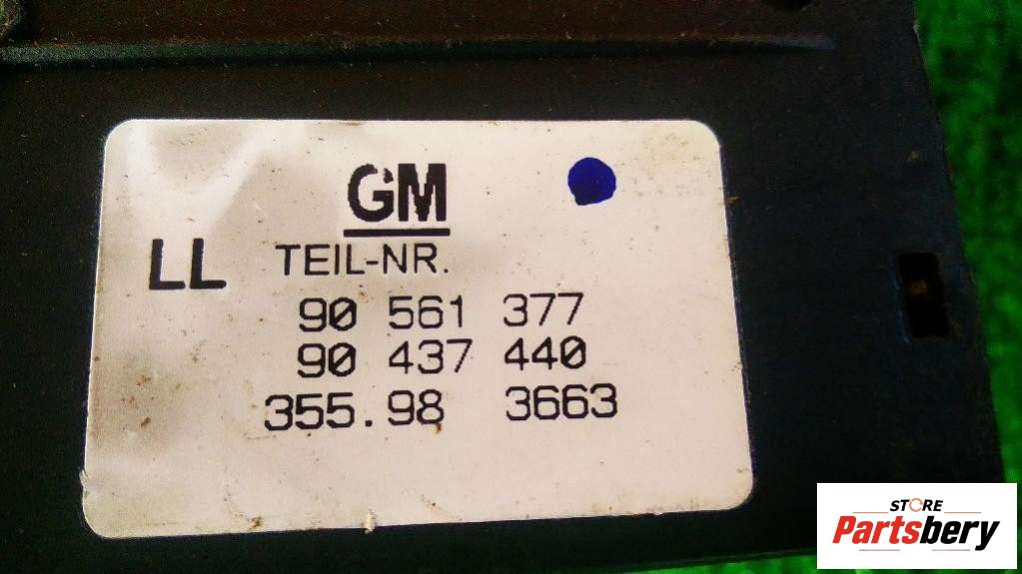 GM
LL TEIL-NR.
90 561 377
90 437 440
355.98 3663
STORE
Partsbery